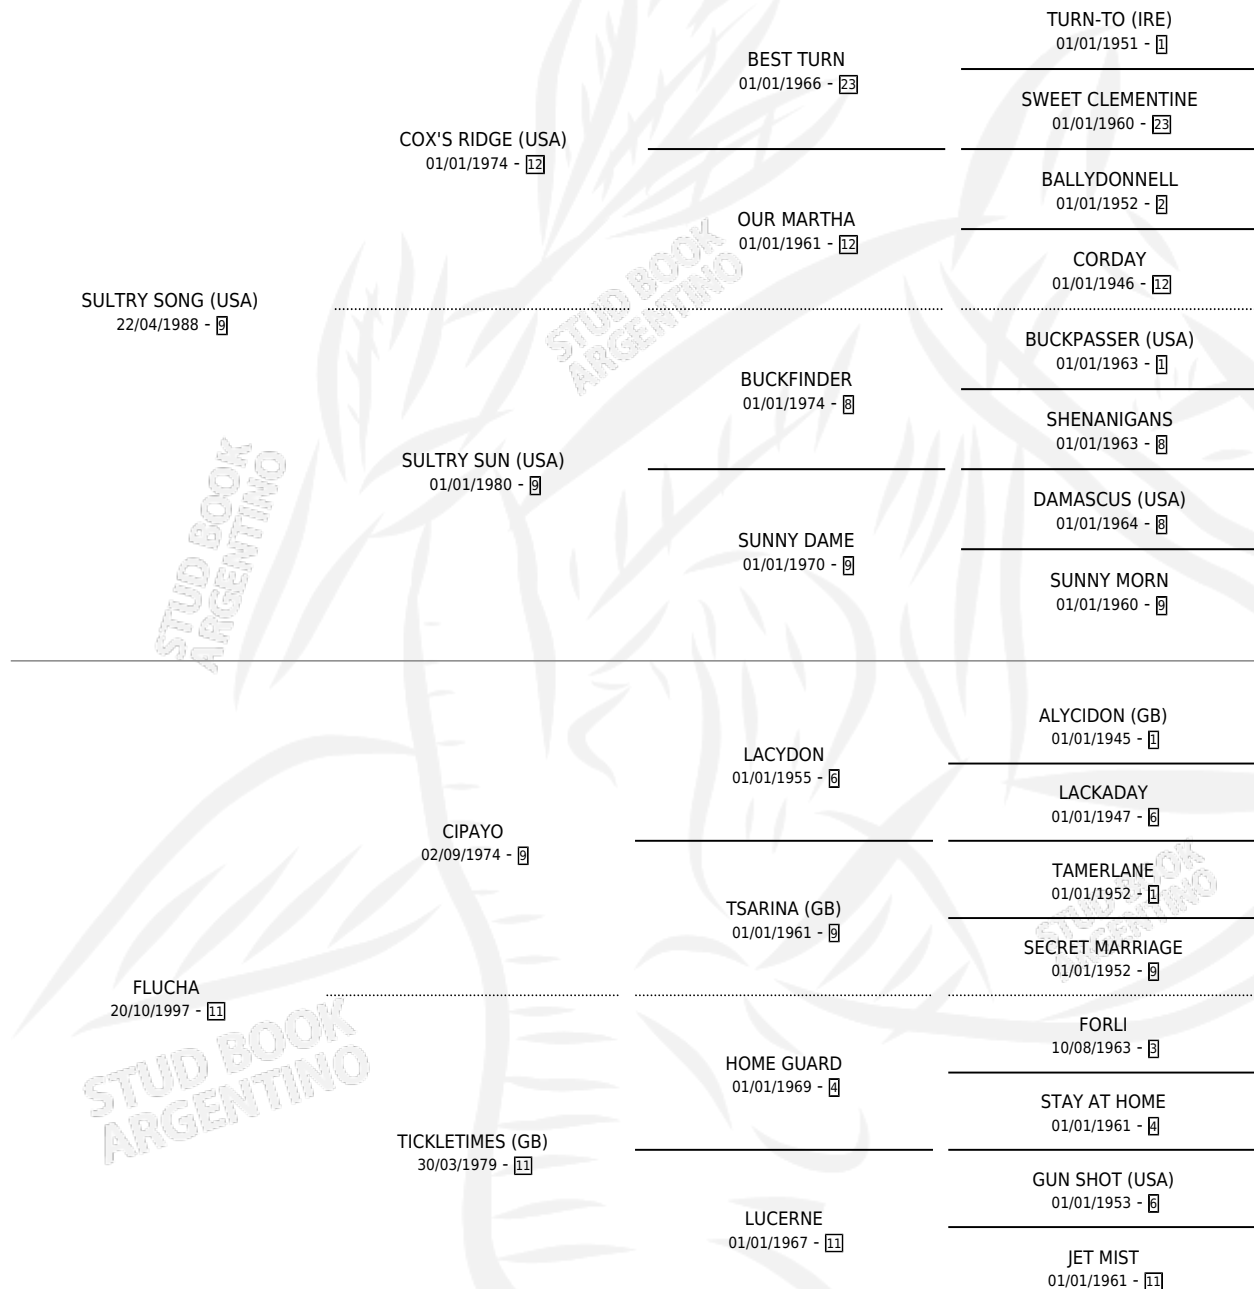 TURN-TO (IRE)
01/01/1951 - 1
BEST TURN
01/01/1966 - 23
SWEET CLEMENTINE
01/01/1960 - 23
COX'S RIDGE (USA)
01/01/1974 - 12
BALLYDONNELL
01/01/1952 - 2
OUR MARTHA
01/01/1961 - 12
CORDAY
01/01/1946 - 12
SULTRY SONG (USA)
22/04/1988 - 9
BUCKPASSER (USA)
01/01/1963 - 1
BUCKFINDER
01/01/1974 - 8
SHENANIGANS
01/01/1963 - 8
SULTRY SUN (USA)
01/01/1980 - 9
DAMASCUS (USA)
01/01/1964 - 8
SUNNY DAME
01/01/1970 - 9
SUNNY MORN
01/01/1960 - 9
ALYCIDON (GB)
01/01/1945 - 1
LACYDON
01/01/1955 - 6
LACKADAY
01/01/1947 - 6
CIPAYO
02/09/1974 - 9
TAMERLANE
01/01/1952 - 1
TSARINA (GB)
01/01/1961 - 9
SECRET MARRIAGE
01/01/1952 - 9
FLUCHA
20/10/1997 - 11
FORLI
10/08/1963 - 3
HOME GUARD
01/01/1969 - 4
STAY AT HOME
01/01/1961 - 4
TICKLETIMES (GB)
30/03/1979 - 11
GUN SHOT (USA)
01/01/1953 - 6
LUCERNE
01/01/1967 - 11
JET MIST
01/01/1961 - 11
STUD BOOK
ARGENTINO
STUD BOOK
ARGENTINO
STUD BOOK
ARGENTINO
STUD BOOK
ARGENTINO